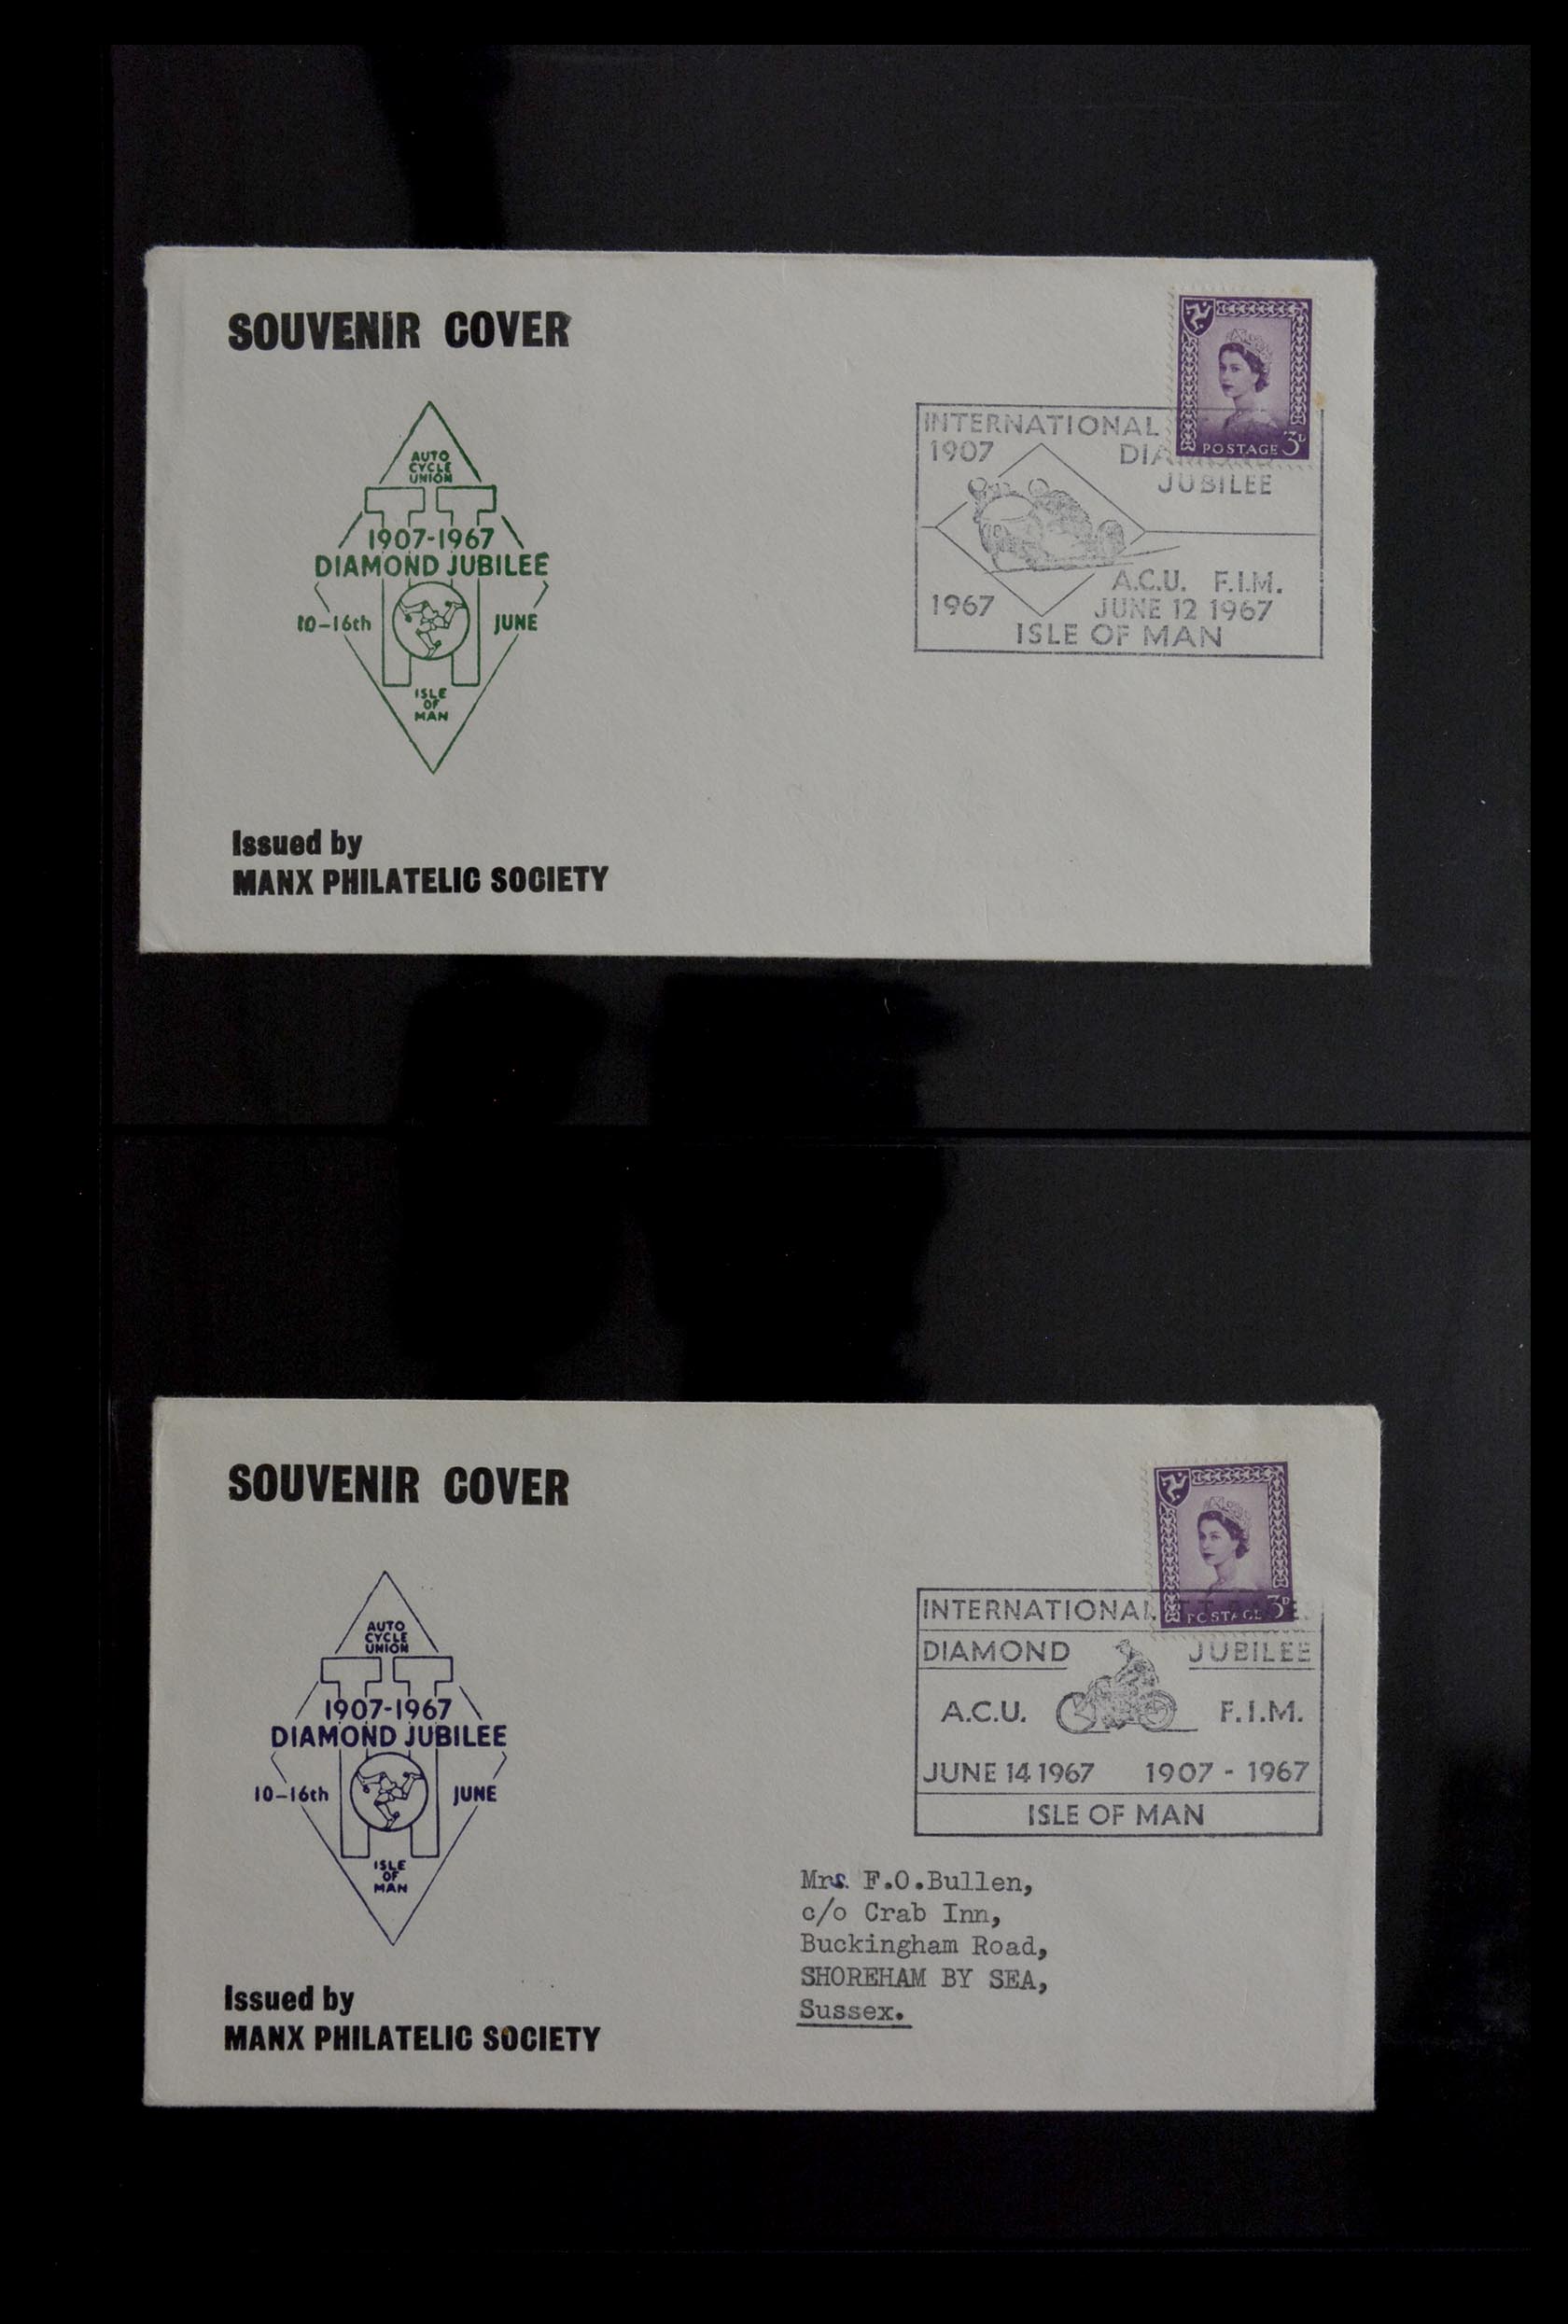 SOUVENIR COVER
AUTO
CYCLE
UNION
TT
1907-1967
DIAMOND JUBILEE
10-16th JUNE
ISLE
OF
MAN
Issued by
MANX PHILATELIC SOCIETY
POSTAGE 3D
INTERNATIONAL
1907
JUBILEE
A.C.U. F.I.M.
1967 JUNE 12 1967
ISLE OF MAN
SOUVENIR COVER
AUTO
CYCLE
UNION
TT
1907-1967
DIAMOND JUBILEE
10-16th JUNE
ISLE
OF
MAN
Issued by
MANX PHILATELIC SOCIETY
POSTAGE 3D
INTERNATIONAL
DIAMOND JUBILEE
A.C.U. F.I.M.
JUNE 14 1967 1907 - 1967
ISLE OF MAN
Mrs. F.O.Bullen,
c/o Crab Inn,
Buckingham Road,
SHOREHAM BY SEA,
Sussex.